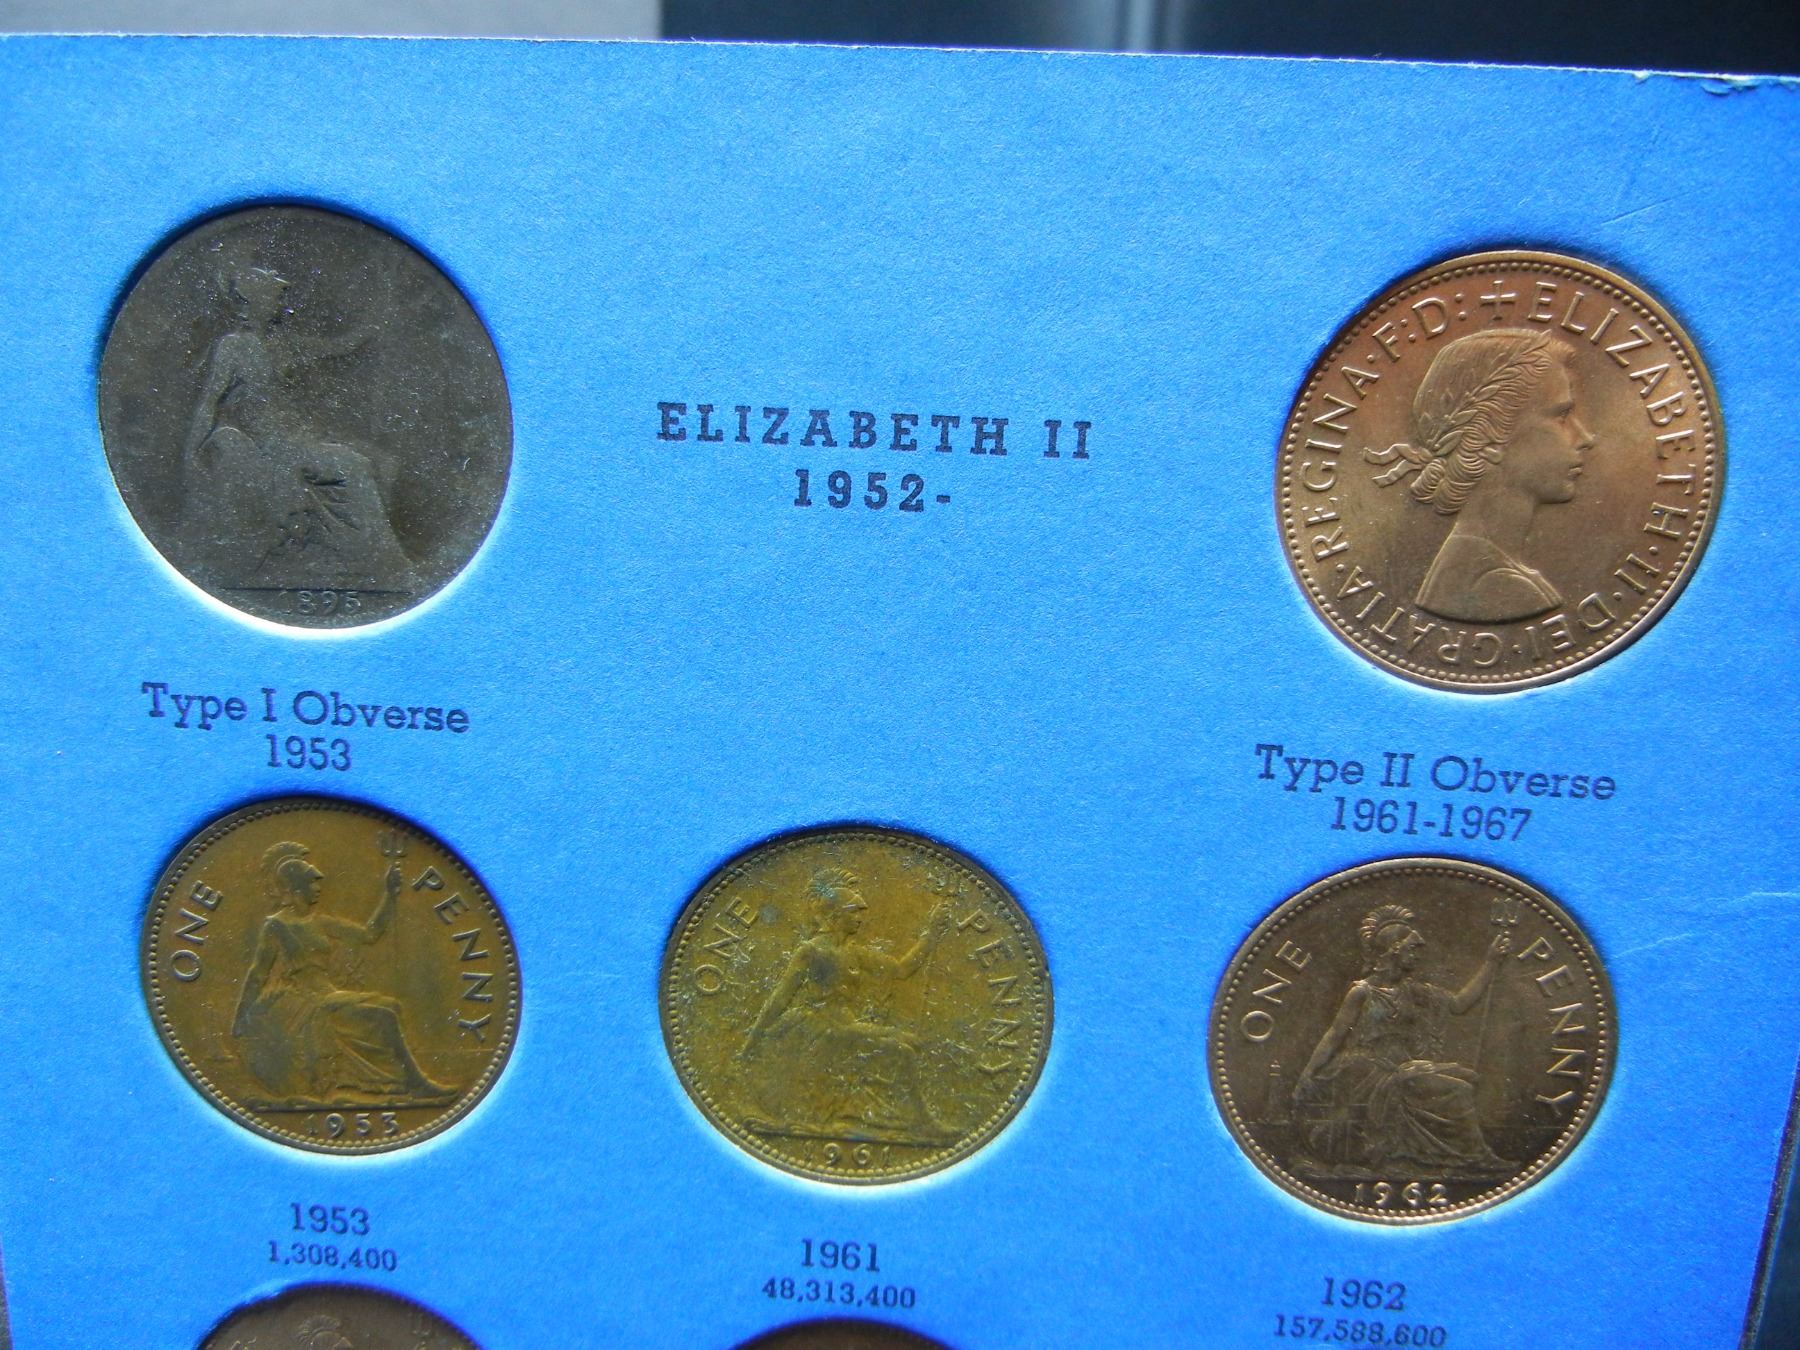 1895
ELIZABETH II
1952-
+ELIZABETH·II·DEI·GRATIA·REGINA·F:D:
Type I Obverse
1953
Type II Obverse
1961-1967
ONE PENNY
1953
ONE PENNY
1961
ONE PENNY
1962
1953
1,308,400
1961
48,313,400
1962
157,588,600